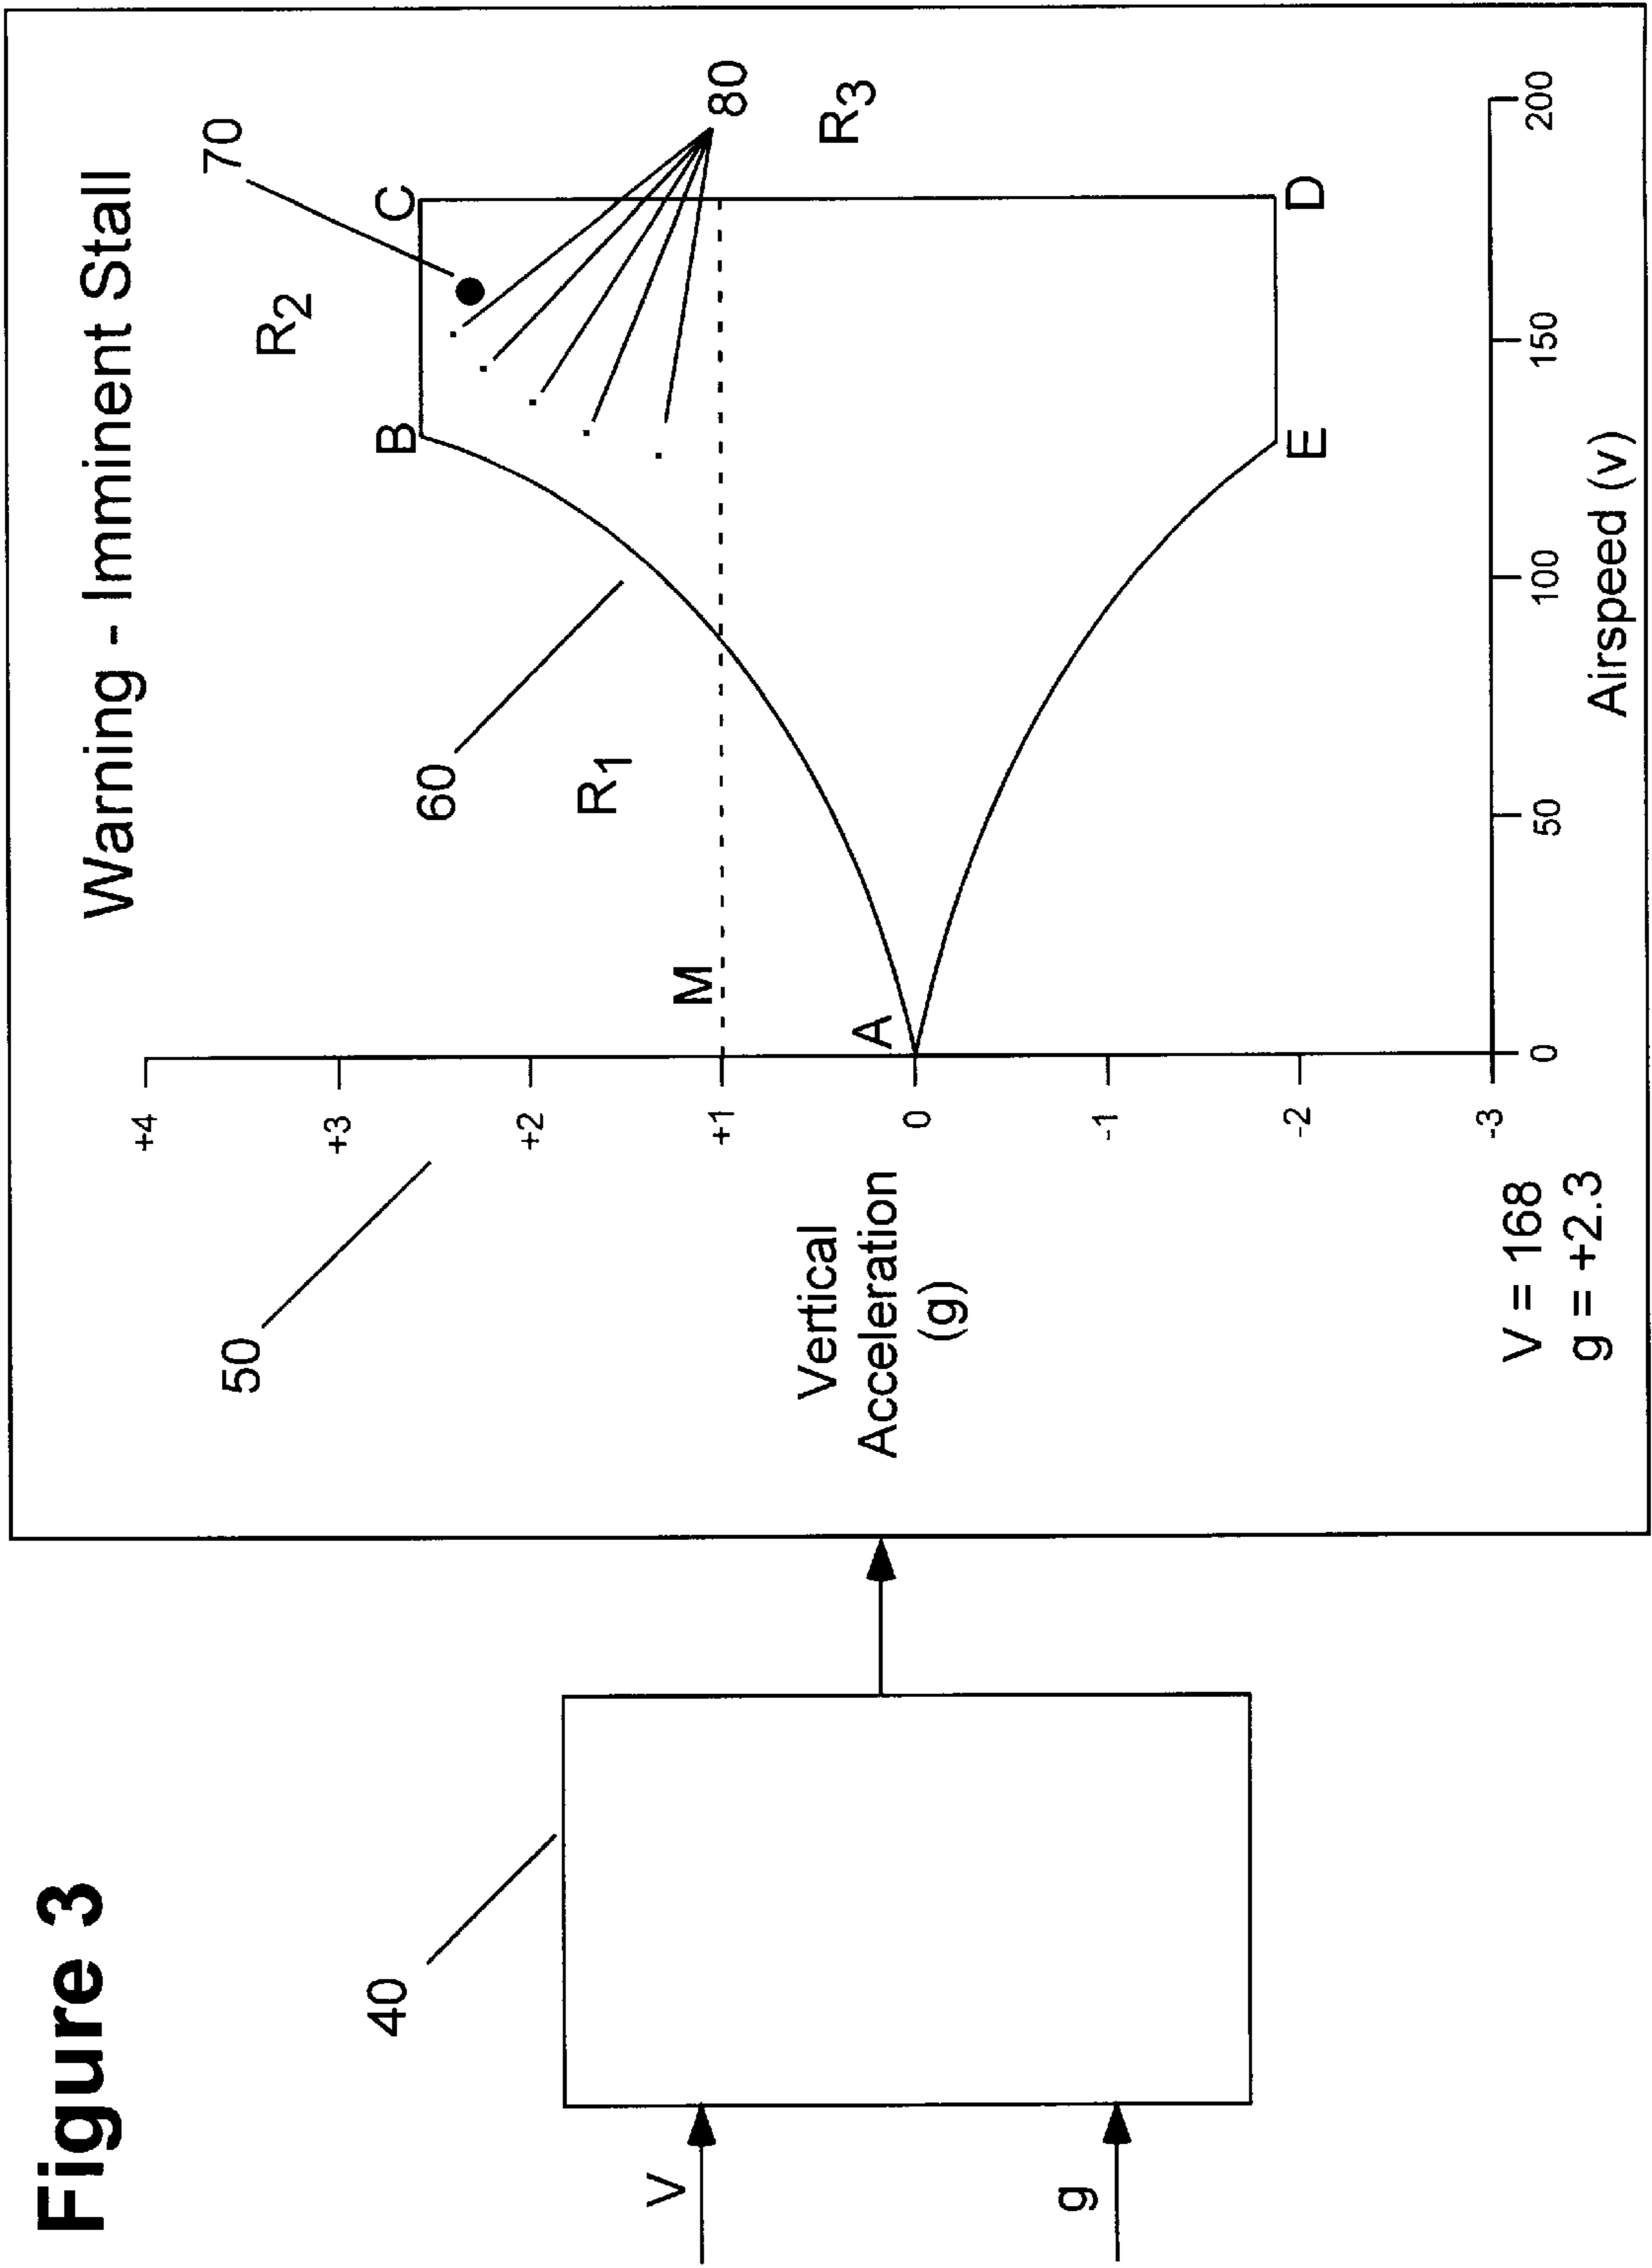 Figure 3
Warning - Imminent Stall
50
70
R2
40
60
B
C
+4
+3
+2
+1
0
-1
-2
-3
80
R1
R3
M
A
V
g
Vertical
Acceleration
(g)
E
D
0
50
100
150
200
Airspeed (v)
V = 168
g = +2.3